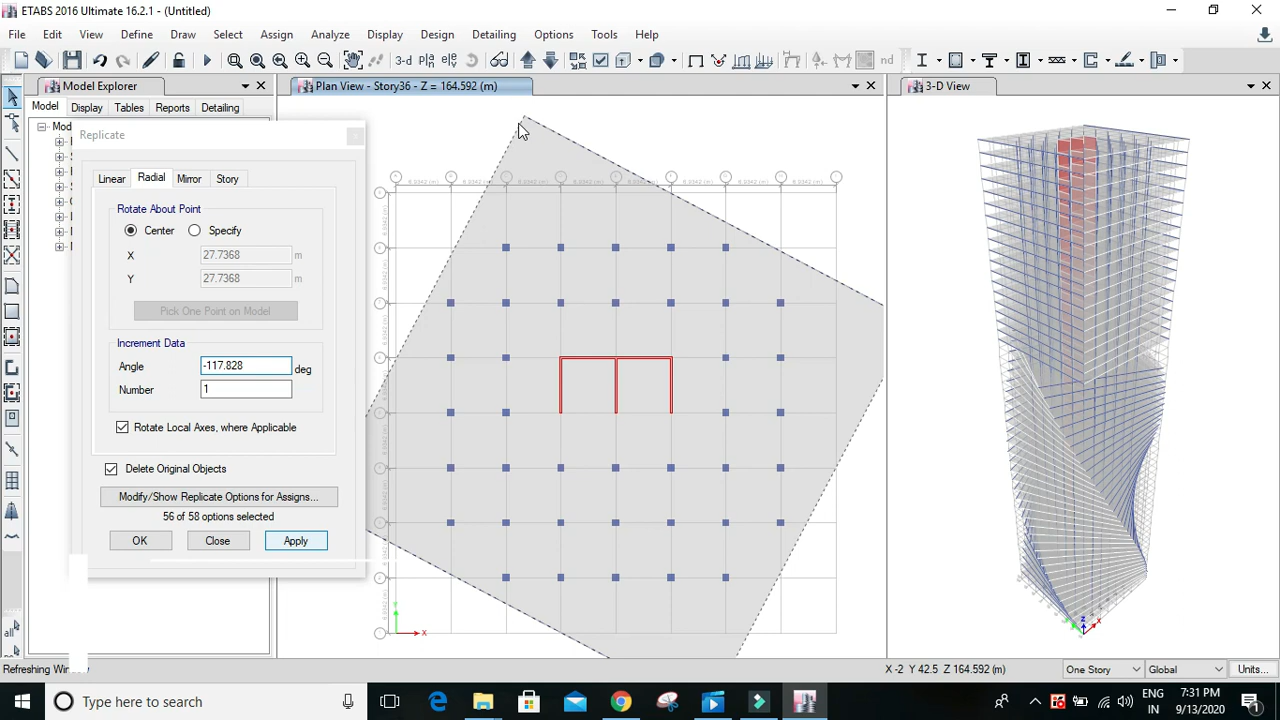 ETABS 2016 Ultimate 16.2.1 - (Untitled)
File Edit View Define Draw Select Assign Analyze Display Design Detailing Options Tools Help
3-d nd
Model Explorer
Plan View - Story36 - Z = 164.592 (m)
3-D View
Model Display Tables Reports Detailing
Replicate
Linear Radial Mirror Story
Rotate About Point
Center Specify
X 27.7368 m
Y 27.7368 m
Pick One Point on Model
Increment Data
Angle -117.828 deg
Number 1
Rotate Local Axes, where Applicable
Delete Original Objects
Modify/Show Replicate Options for Assigns...
56 of 58 options selected
OK Close Apply
X
Z
Y X
all
X -2 Y 42.5 Z 164.592 (m) One Story Global Units...
Type here to search
ENG
IN
7:31 PM
9/13/2020